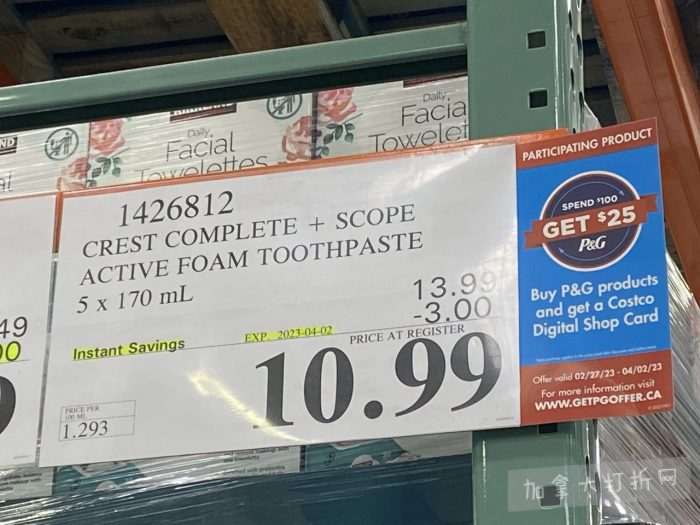 KIRKLAND
Daily
Facial
Towelettes
Daily
Facia
Towelet
1426812
CREST COMPLETE + SCOPE
ACTIVE FOAM TOOTHPASTE
5 x 170 mL
13.99
-3.00
Instant Savings
EXP. 2023-04-02
PRICE AT REGISTER
10.99
PRICE PER
100 ML
1.293
49
00
9
PARTICIPATING PRODUCT
SPEND $100
GET $25
P&G
Buy P&G products
and get a Costco
Digital Shop Card
Offer valid 02/27/23 - 04/02/23
For more information visit
WWW.GETPGOFFER.CA
加拿大打折网